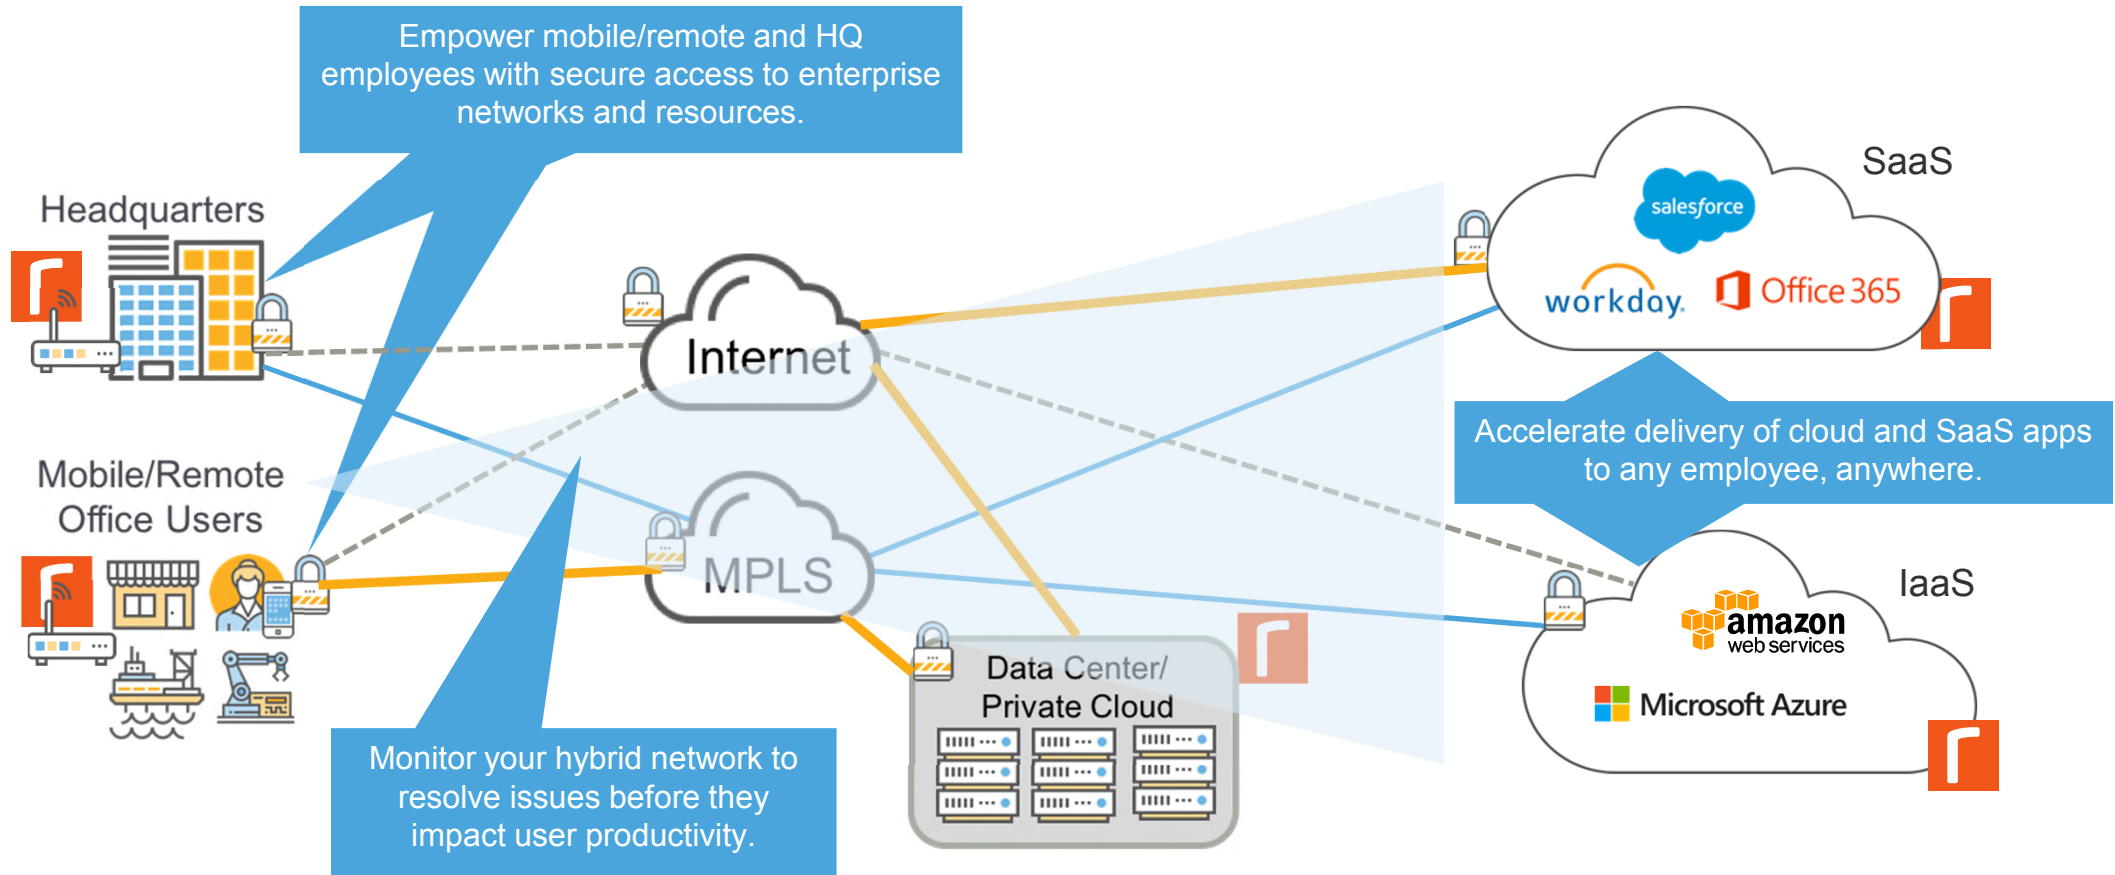 Empower mobile/remote and HQ
employees with secure access to enterprise
networks and resources.
Headquarters
Internet
SaaS
salesforce
workday.
Office 365
Accelerate delivery of cloud and SaaS apps
to any employee, anywhere.
Mobile/Remote
Office Users
MPLS
IaaS
amazon
web services
Microsoft Azure
Data Center/
Private Cloud
Monitor your hybrid network to
resolve issues before they
impact user productivity.